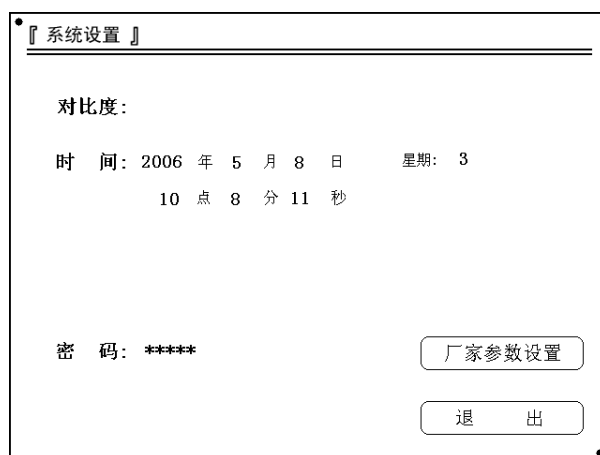 『 系统设置 』
对比度:
时 间: 2006 年 5 月 8 日 星期: 3
10 点 8 分 11 秒
密 码: *****
厂家参数设置
退 出